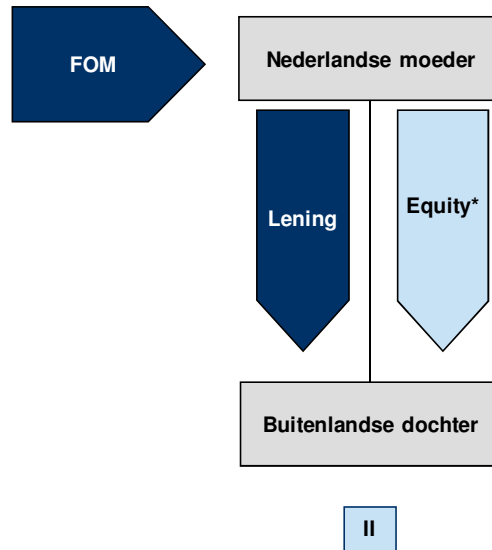 FOM
Nederlandse moeder
Lening
Equity*
Buitenlandse dochter
II